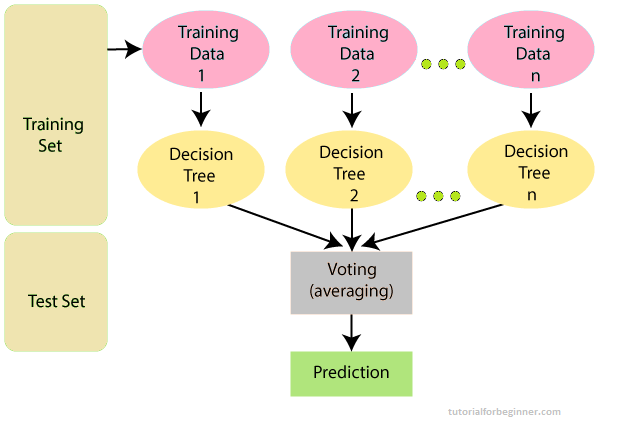 Training
Set
Training
Data
1
Training
Data
2
Training
Data
n
Decision
Tree
1
Decision
Tree
2
Decision
Tree
n
Test Set
Voting
(averaging)
Prediction
tutorialforbeginner.com